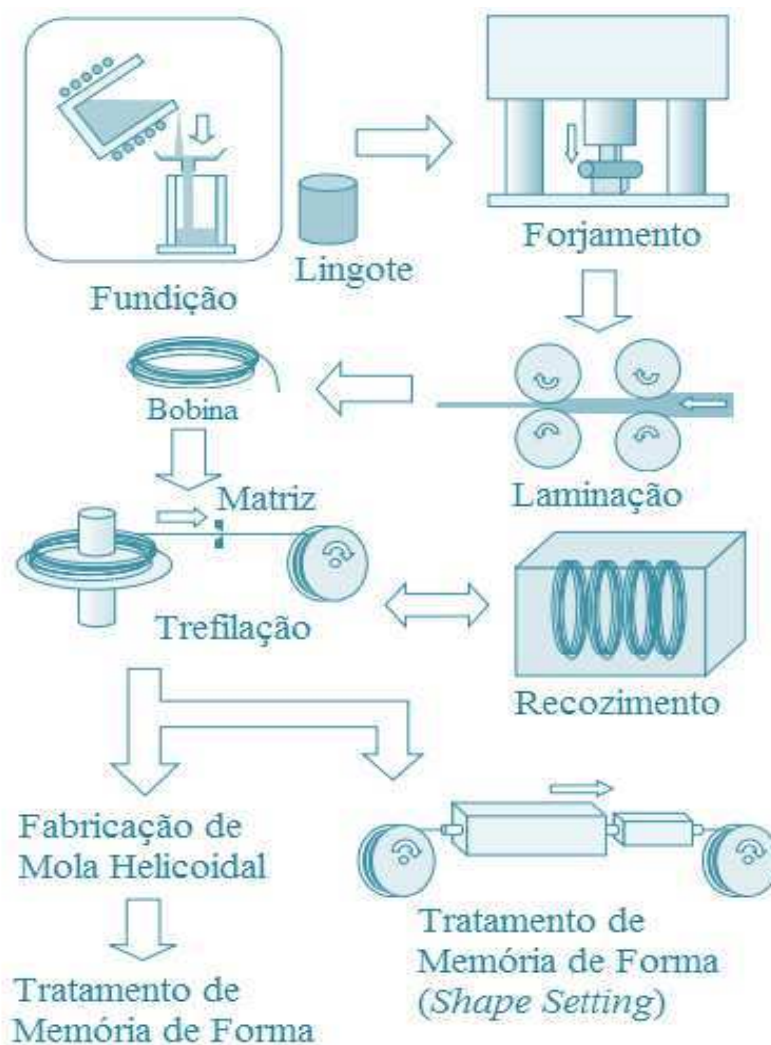 Fundição
Lingote
Forjamento
Laminação
Bobina
Matriz
Trefilação
Recozimento
Fabricação de
Mola Helicoidal
Tratamento de
Memória de Forma
Tratamento de
Memória de Forma
(Shape Setting)